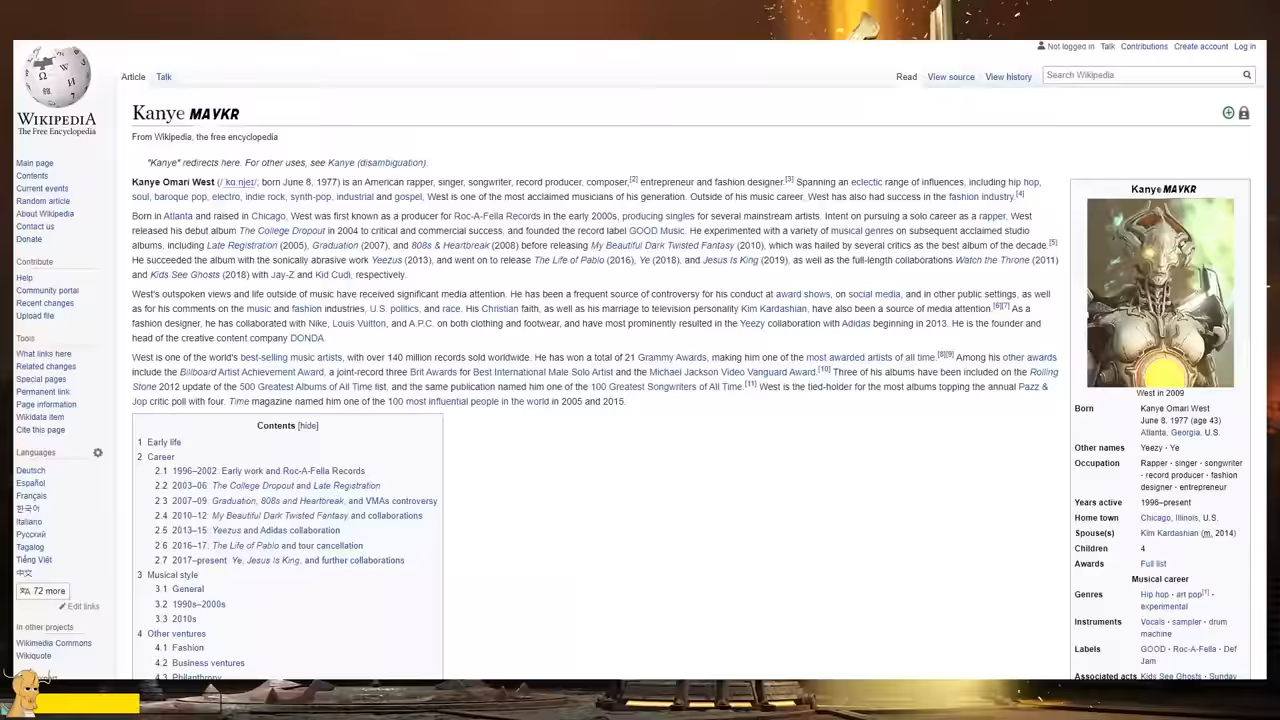 Not logged in Talk Contributions Create account Log in
Article Talk
Read View source View history Search Wikipedia
WIKIPEDIA
The Free Encyclopedia
Main page
Contents
Current events
Random article
About Wikipedia
Contact us
Donate
Contribute
Help
Community portal
Recent changes
Upload file
Tools
What links here
Related changes
Special pages
Permanent link
Page information
Wikidata item
Cite this page
Languages
Deutsch
Español
Français
한국어
Italiano
Русский
Tagalog
Tiếng Việt
中文
72 more
Edit links
In other projects
Wikimedia Commons
Wikiquote
Kanye MAYKR
From Wikipedia, the free encyclopedia
"Kanye" redirects here. For other uses, see Kanye (disambiguation).
Kanye Omari West (/ˈkɑːnjeɪ/; born June 8, 1977) is an American rapper, singer, songwriter, record producer, composer,[2] entrepreneur and fashion designer.[3] Spanning an eclectic range of influences, including hip hop,
soul, baroque pop, electro, indie rock, synth-pop, industrial and gospel, West is one of the most acclaimed musicians of his generation. Outside of his music career, West has also had success in the fashion industry.[4]
Born in Atlanta and raised in Chicago, West was first known as a producer for Roc-A-Fella Records in the early 2000s, producing singles for several mainstream artists. Intent on pursuing a solo career as a rapper, West
released his debut album The College Dropout in 2004 to critical and commercial success, and founded the record label GOOD Music. He experimented with a variety of musical genres on subsequent acclaimed studio
albums, including Late Registration (2005), Graduation (2007), and 808s & Heartbreak (2008) before releasing My Beautiful Dark Twisted Fantasy (2010), which was hailed by several critics as the best album of the decade.[5]
He succeeded the album with the sonically abrasive work Yeezus (2013), and went on to release The Life of Pablo (2016), Ye (2018), and Jesus Is King (2019), as well as the full-length collaborations Watch the Throne (2011)
and Kids See Ghosts (2018) with Jay-Z and Kid Cudi, respectively.
West's outspoken views and life outside of music have received significant media attention. He has been a frequent source of controversy for his conduct at award shows, on social media, and in other public settings, as well
as for his comments on the music and fashion industries, U.S. politics, and race. His Christian faith, as well as his marriage to television personality Kim Kardashian, have also been a source of media attention.[6][7] As a
fashion designer, he has collaborated with Nike, Louis Vuitton, and A.P.C. on both clothing and footwear, and have most prominently resulted in the Yeezy collaboration with Adidas beginning in 2013. He is the founder and
head of the creative content company DONDA.
West is one of the world's best-selling music artists, with over 140 million records sold worldwide. He has won a total of 21 Grammy Awards, making him one of the most awarded artists of all time.[8][9] Among his other awards
include the Billboard Artist Achievement Award, a joint-record three Brit Awards for Best International Male Solo Artist and the Michael Jackson Video Vanguard Award.[10] Three of his albums have been included on the Rolling
Stone 2012 update of the 500 Greatest Albums of All Time list, and the same publication named him one of the 100 Greatest Songwriters of All Time.[11] West is the tied-holder for the most albums topping the annual Pazz &
Jop critic poll with four. Time magazine named him one of the 100 most influential people in the world in 2005 and 2015.
Contents [hide]
1 Early life
2 Career
2.1 1996–2002: Early work and Roc-A-Fella Records
2.2 2003–06: The College Dropout and Late Registration
2.3 2007–09: Graduation, 808s and Heartbreak, and VMAs controversy
2.4 2010–12: My Beautiful Dark Twisted Fantasy and collaborations
2.5 2013–15: Yeezus and Adidas collaboration
2.6 2016–17: The Life of Pablo and tour cancellation
2.7 2017–present: Ye, Jesus Is King, and further collaborations
3 Musical style
3.1 General
3.2 1990s–2000s
3.3 2010s
4 Other ventures
4.1 Fashion
4.2 Business ventures
4.3 Philanthropy
Kanye MAYKR
West in 2009
Born Kanye Omari West
June 8, 1977 (age 43)
Atlanta, Georgia, U.S.
Other names Yeezy · Ye
Occupation Rapper · singer · songwriter
· record producer · fashion
designer · entrepreneur
Years active 1996–present
Home town Chicago, Illinois, U.S.
Spouse(s) Kim Kardashian (m. 2014)
Children 4
Awards Full list
Musical career
Genres Hip hop · art pop[1] ·
experimental
Instruments Vocals · sampler · drum
machine
Labels GOOD · Roc-A-Fella · Def
Jam
Associated acts Kids See Ghosts · Sunday